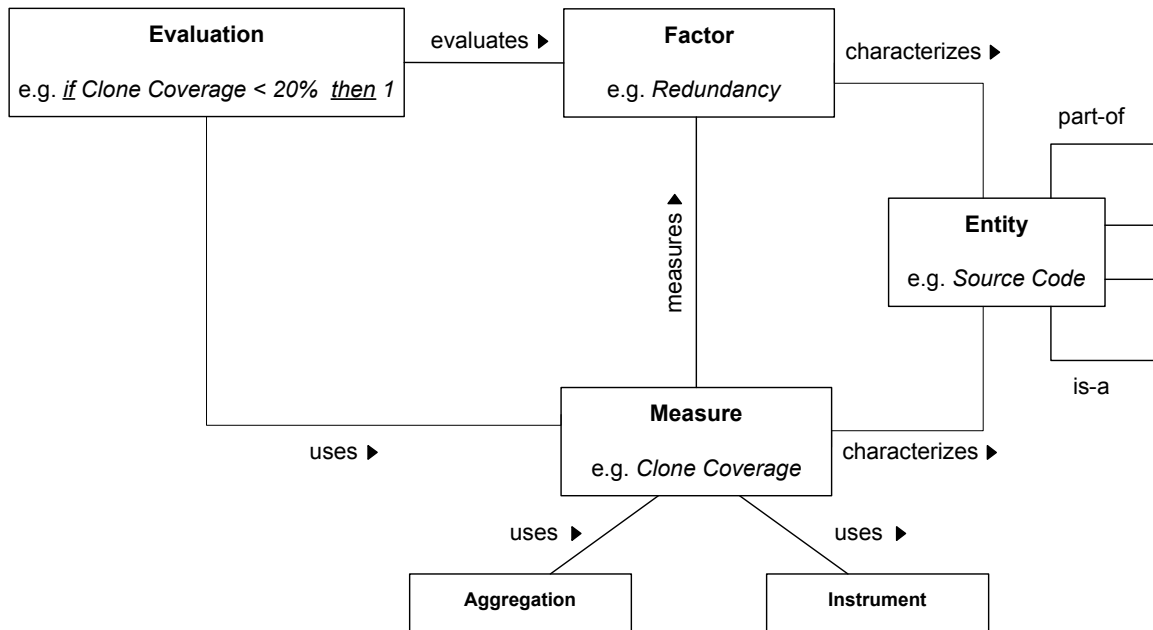 Evaluation
e.g. if Clone Coverage < 20% then 1
evaluates ▶
Factor
e.g. Redundancy
characterizes ▶
part-of
measures ▶
Entity
e.g. Source Code
is-a
Measure
e.g. Clone Coverage
uses ▶
characterizes ▶
uses ▶
uses ▶
Aggregation
Instrument